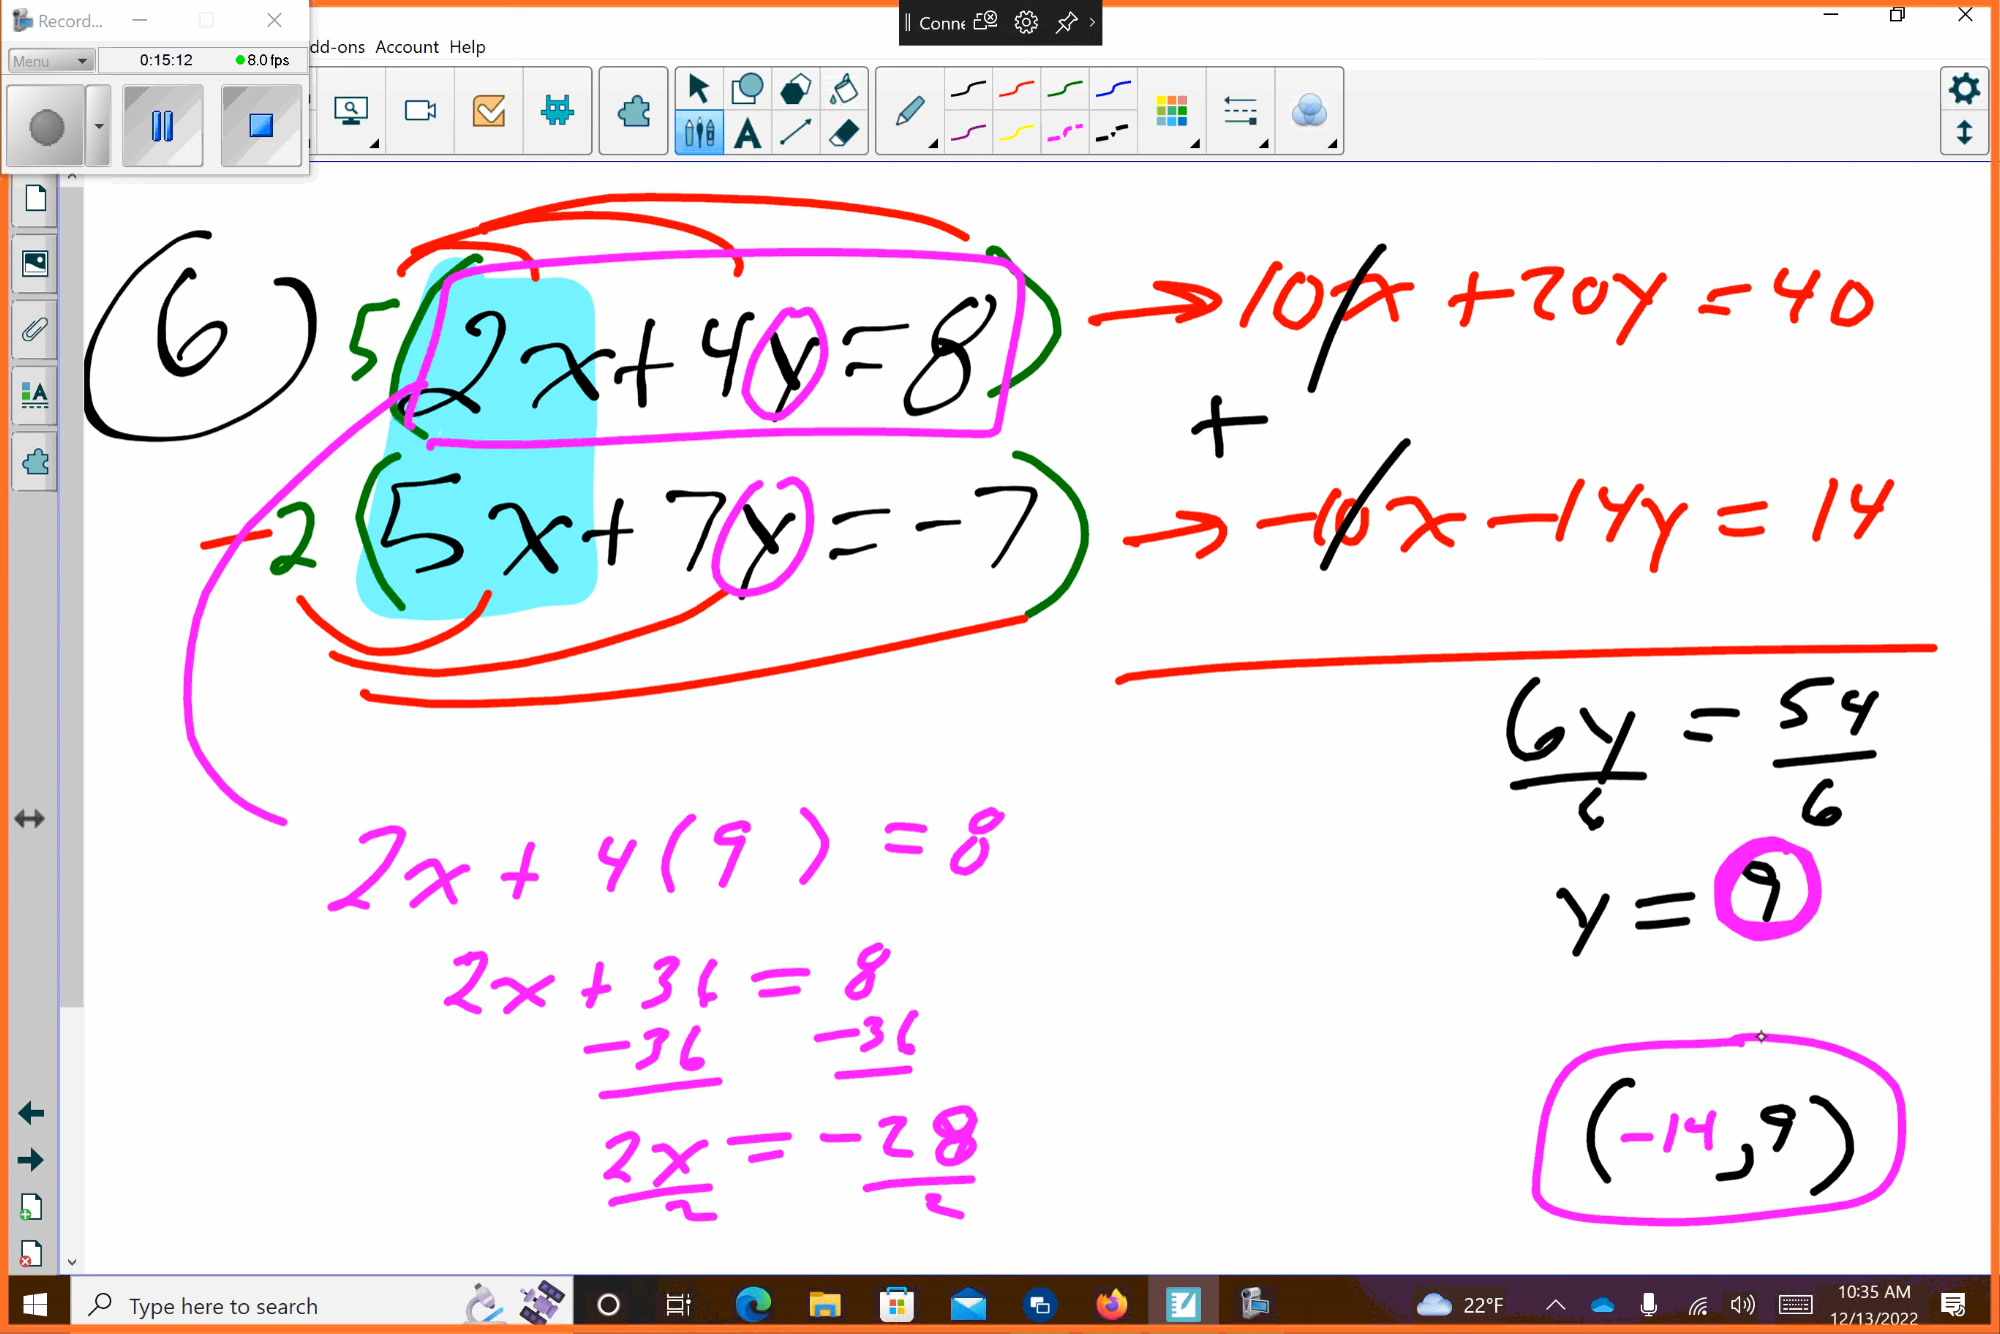 Record...
Conne
Menu
0:15:12
8.0 fps
dd-ons Account Help
6)
5(2x+4y=8) → 10x+20y=40
+
-2(5x+7y=-7) → -10x-14y=14
6y = 54
6 6
y = 9
2x+4(9)=8
2x+36=8
-36 -36
2x=-28
2 2
(-14,9)
Type here to search
22°F
10:35 AM
12/13/2022